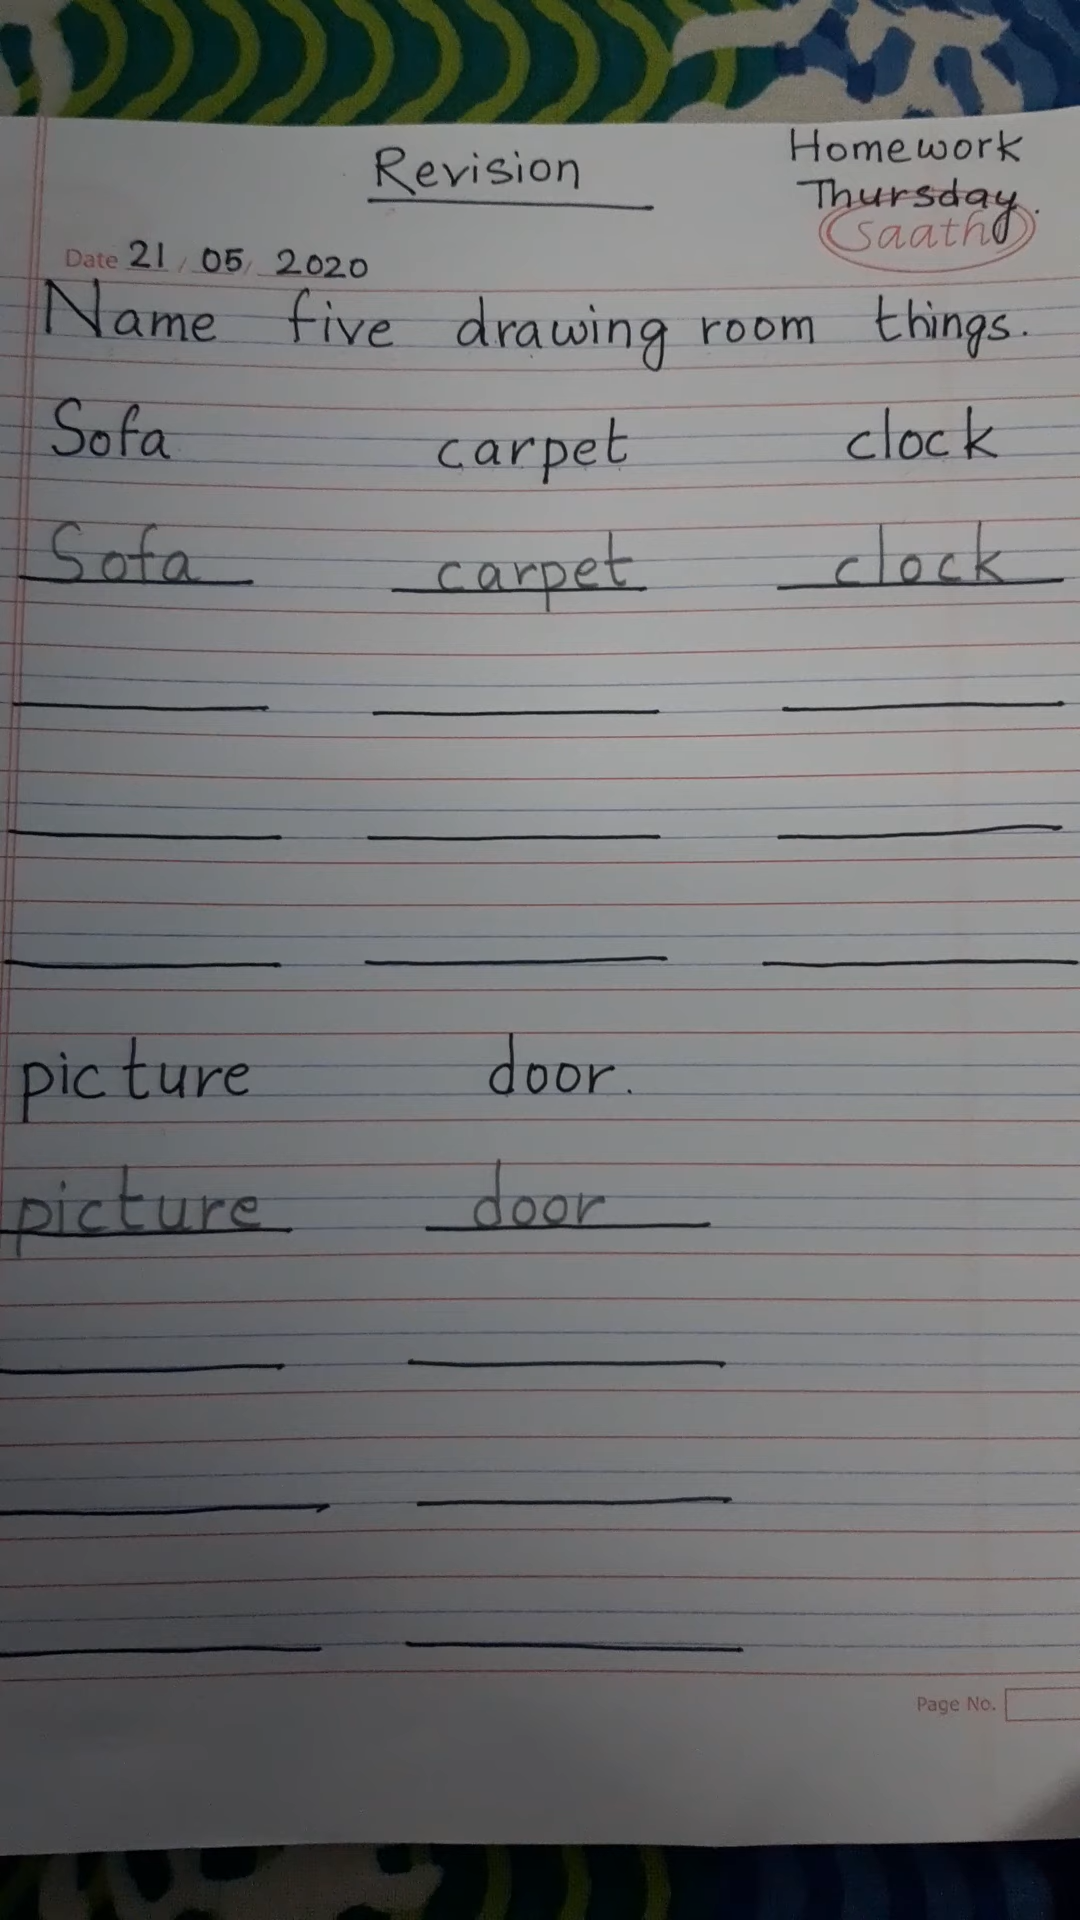 Revision
Homework
Thursday.
saathi
Date 21 / 05 / 2020
Name five drawing room things.
Sofa carpet clock
Sofa carpet clock
picture door.
picture door
Page No.